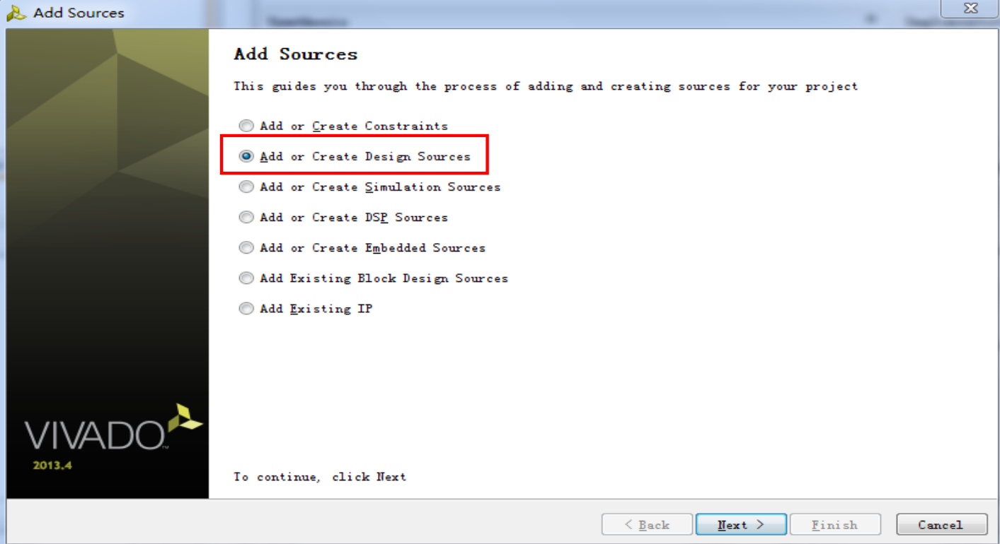 Add Sources
Add Sources
This guides you through the process of adding and creating sources for your project
Add or Create Constraints
Add or Create Design Sources
Add or Create Simulation Sources
Add or Create DSP Sources
Add or Create Embedded Sources
Add Existing Block Design Sources
Add Existing IP
VIVADO™
2013.4
To continue, click Next
< Back
Next >
Finish
Cancel